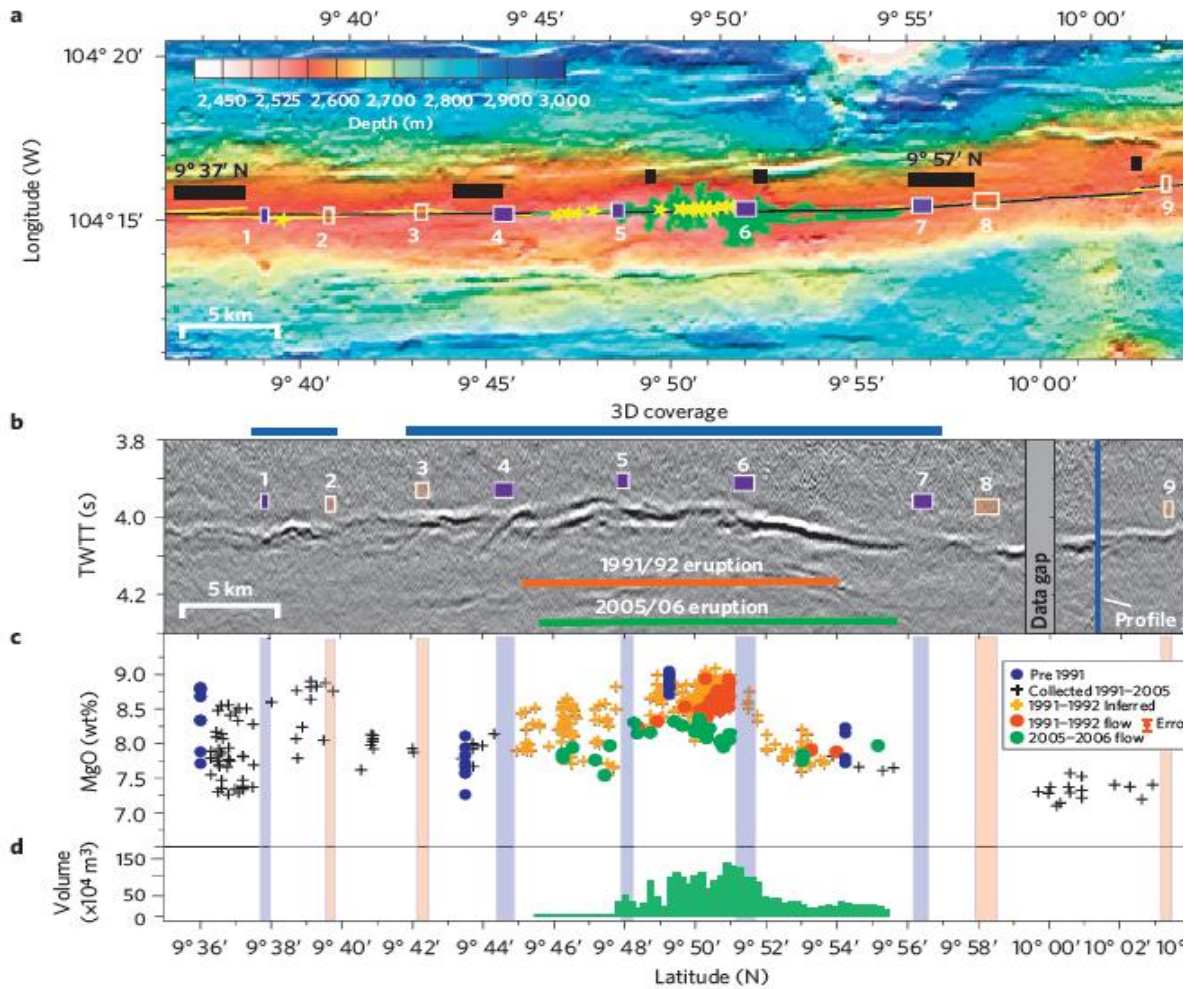 a
9° 40′ 9° 45′ 9° 50′ 9° 55′ 10° 00′
104° 20′
2,450 2,525 2,600 2,700 2,800 2,900 3,000
Depth (m)
9° 37′ N
9° 57′ N
Longitude (W)
104° 15′
1 2 3 4 5 6 7 8 9
5 km
9° 40′ 9° 45′ 9° 50′ 9° 55′ 10° 00′
3D coverage
b
3.8
1 2 3 4 5 6 7 8 9
TWTT (s)
4.0
1991/92 eruption
4.2
5 km
2005/06 eruption
Data gap
Profile
c
9.0
8.5
8.0
7.5
7.0
MgO (wt%)
Pre 1991
Collected 1991–2005
1991–1992 Inferred
1991–1992 flow Erro
2005–2006 flow
d
150
50
0
Volume
(×10⁴ m³)
9° 36′ 9° 38′ 9° 40′ 9° 42′ 9° 44′ 9° 46′ 9° 48′ 9° 50′ 9° 52′ 9° 54′ 9° 56′ 9° 58′ 10° 00′ 10° 02′ 10°
Latitude (N)